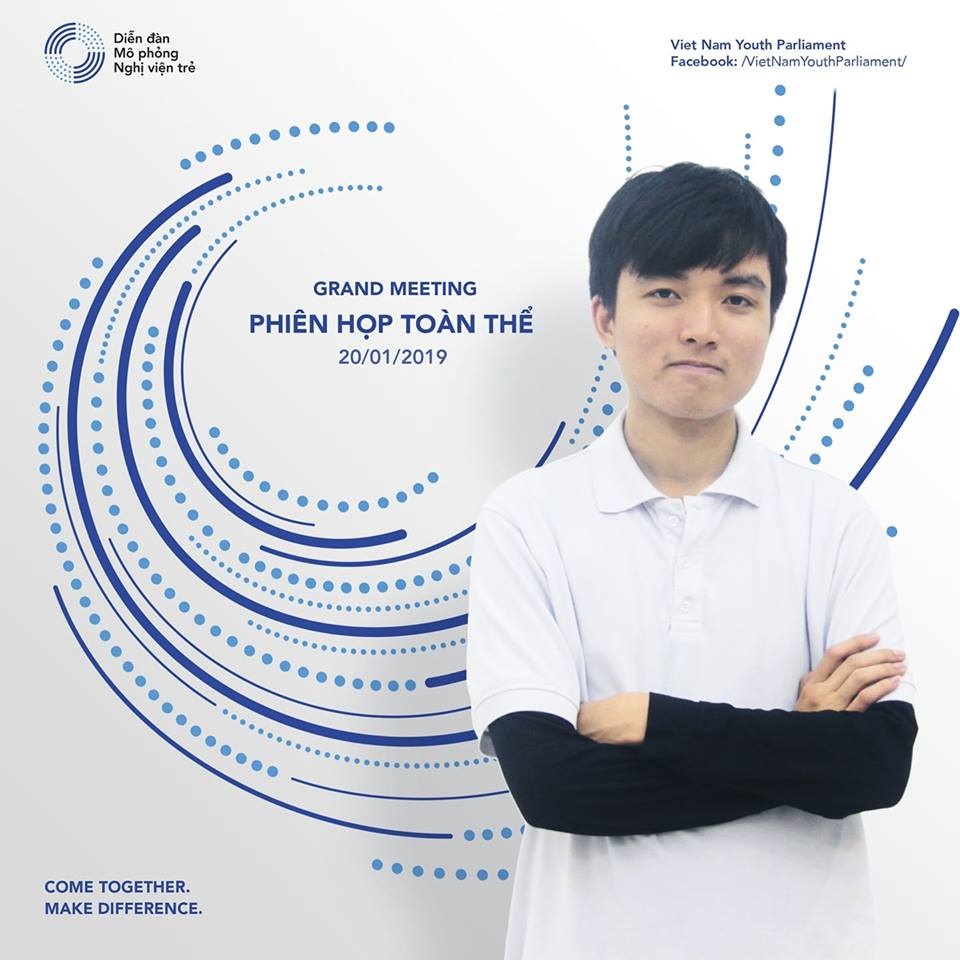 Diễn đàn
Mô phỏng
Nghị viện trẻ
Viet Nam Youth Parliament
Facebook: /VietNamYouthParliament/
GRAND MEETING
PHIÊN HỌP TOÀN THỂ
20/01/2019
COME TOGETHER.
MAKE DIFFERENCE.